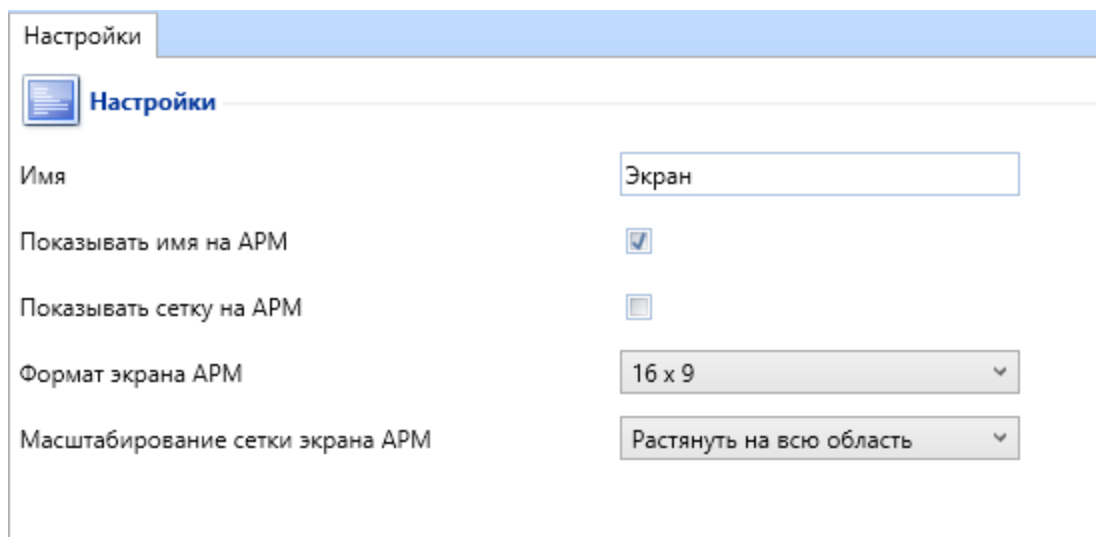 Настройки
Настройки
Имя Экран
Показывать имя на АРМ
Показывать сетку на АРМ
Формат экрана АРМ 16 x 9
Масштабирование сетки экрана АРМ Растянуть на всю область